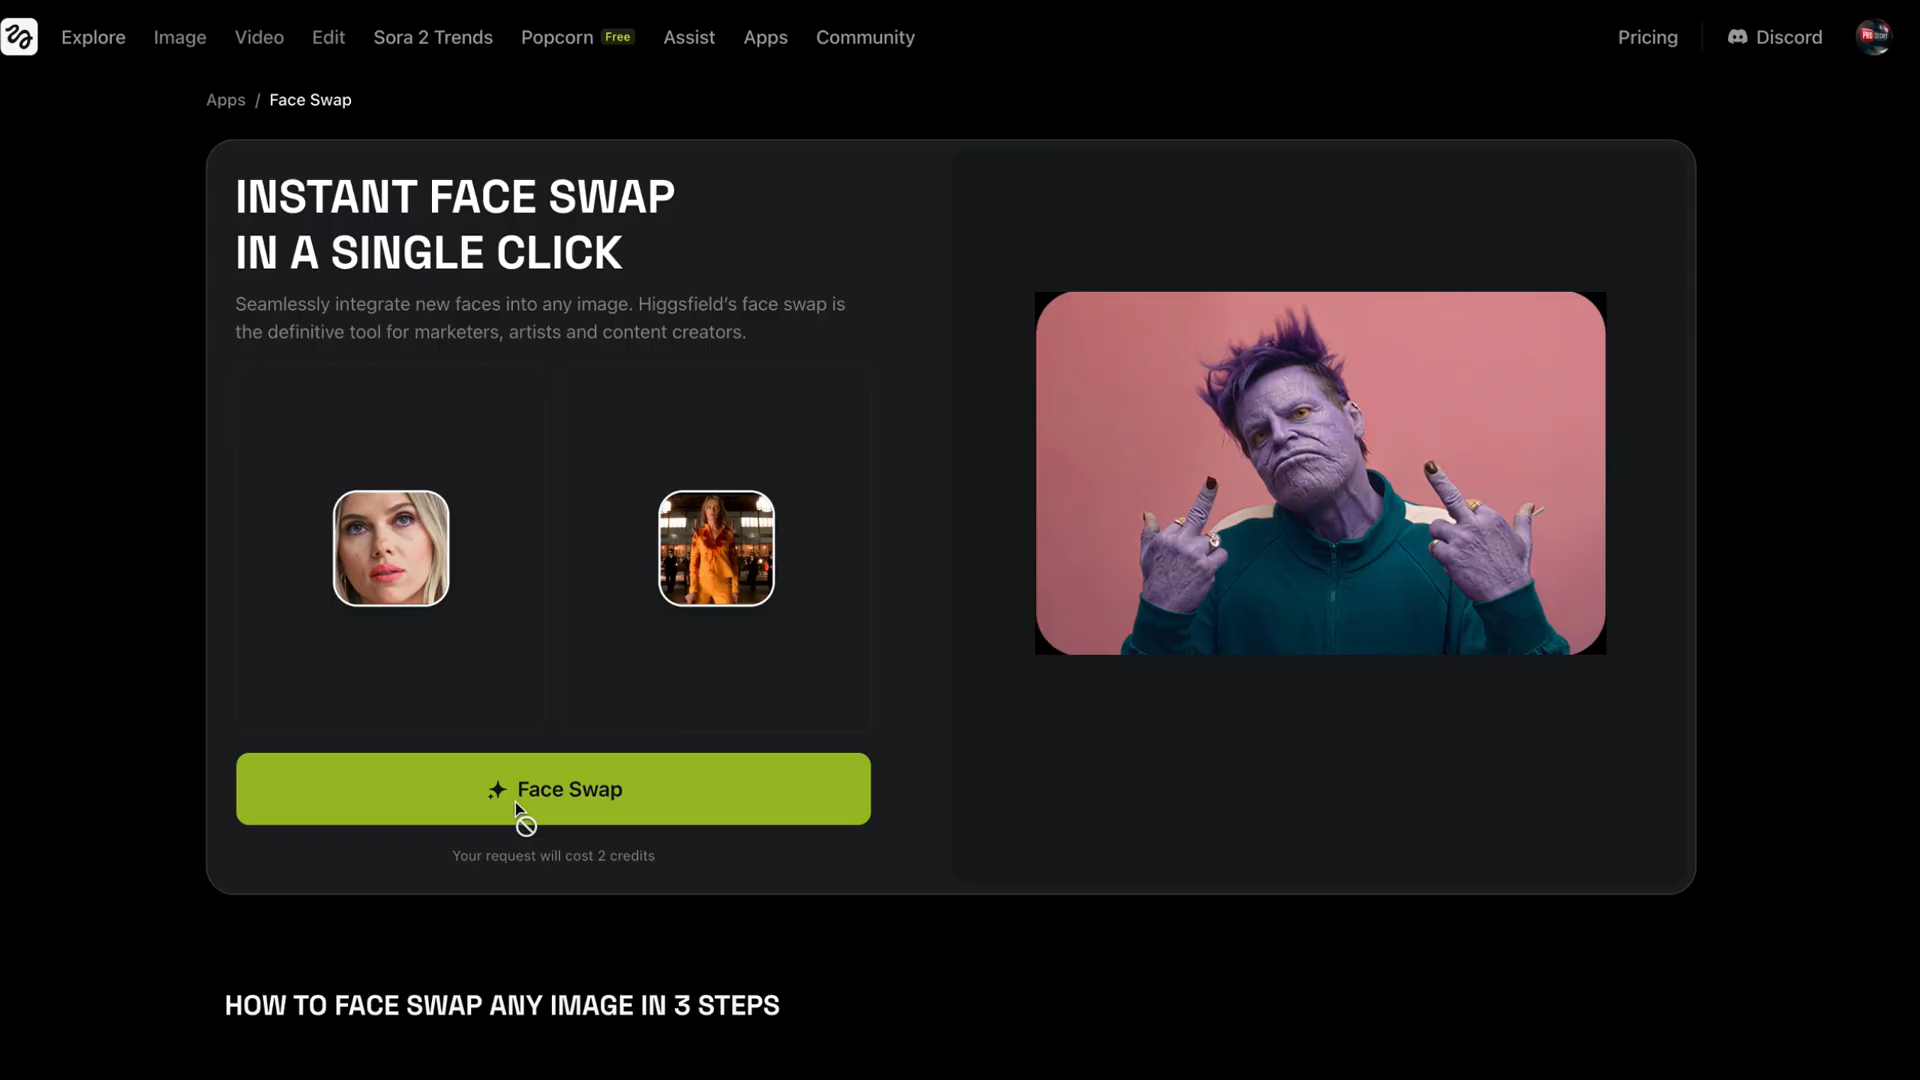 Explore
Image
Video
Edit
Sora 2 Trends
Popcorn Free
Assist
Apps
Community
Pricing
Discord
Apps / Face Swap
INSTANT FACE SWAP
IN A SINGLE CLICK
Seamlessly integrate new faces into any image. Higgsfield's face swap is
the definitive tool for marketers, artists and content creators.
Face Swap
Your request will cost 2 credits
HOW TO FACE SWAP ANY IMAGE IN 3 STEPS